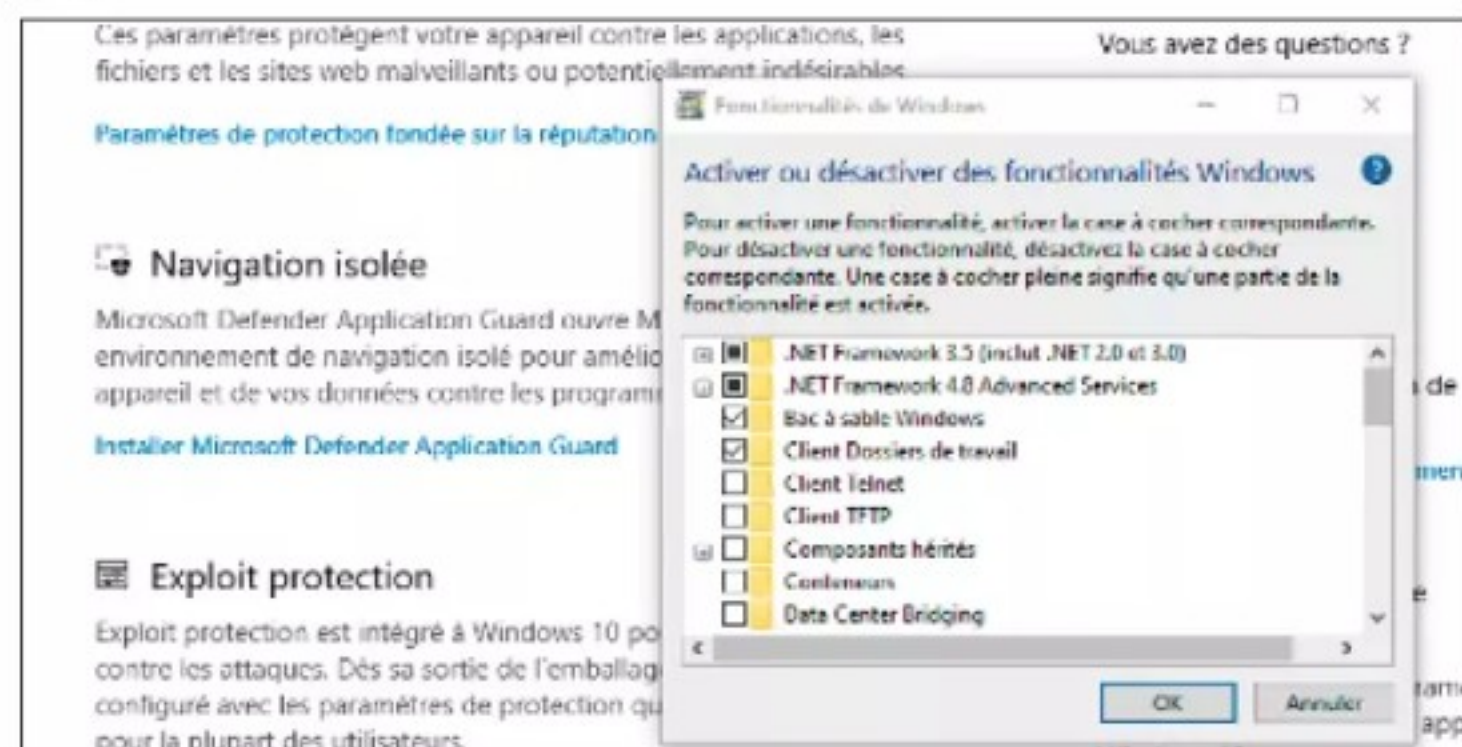 Ces paramètres protègent votre appareil contre les applications, les
fichiers et les sites web malveillants ou potentiellement indésirables
Paramètres de protection fondée sur la réputation
Navigation isolée
Microsoft Defender Application Guard ouvre M
environnement de navigation isolé pour amélio
appareil et de vos données contre les program
Installer Microsoft Defender Application Guard
Exploit protection
Exploit protection est intégré à Windows 10 po
contre les attaques. Dès sa sortie de l'emballag
configuré avec les paramètres de protection qu
pour la plupart des utilisateurs.
Vous avez des questions ?
Fonctionnalités de Windows
Activer ou désactiver des fonctionnalités Windows
Pour activer une fonctionnalité, activer la case à cocher correspondante.
Pour désactiver une fonctionnalité, désactivez la case à cocher
correspondante. Une case à cocher pleine signifie qu'une partie de la
fonctionnalité est activée.
.NET Framework 3.5 (inclut .NET 2.0 et 3.0)
.NET Framework 4.8 Advanced Services
Bac à sable Windows
Client Dossiers de travail
Client Telnet
Client TFTP
Composants hérités
Conteneurs
Data Center Bridging
OK
Annuler
de